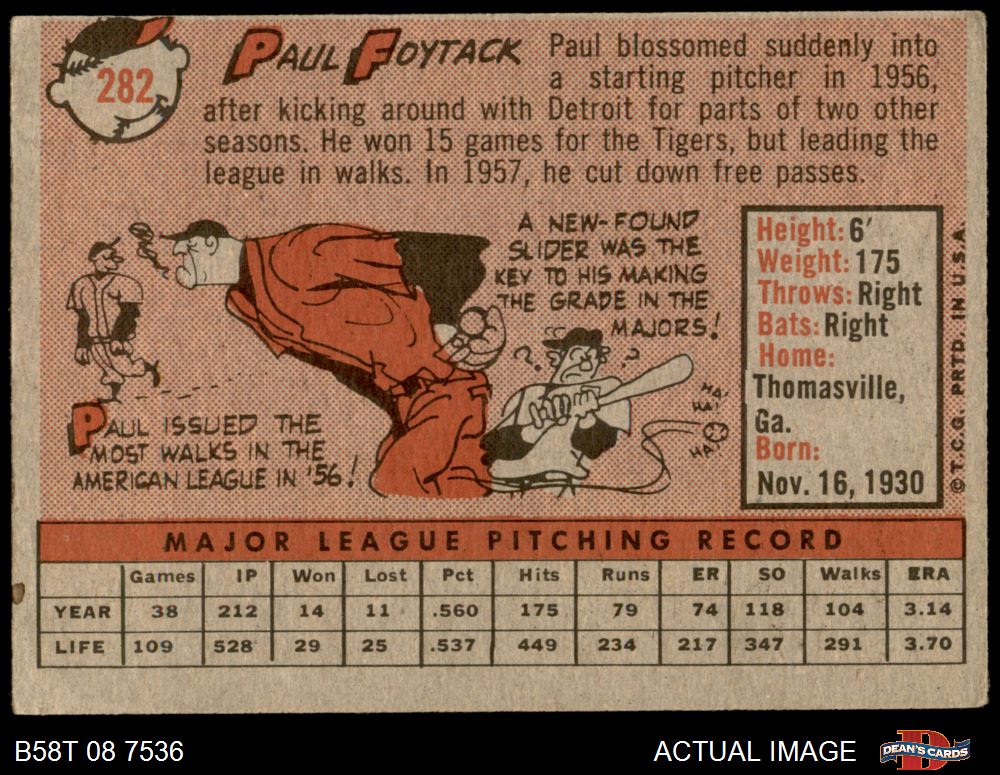 282
PAUL FOYTACK
Paul blossomed suddenly into
a starting pitcher in 1956,
after kicking around with Detroit for parts of two other
seasons. He won 15 games for the Tigers, but leading the
league in walks. In 1957, he cut down free passes.
A NEW-FOUND
SLIDER WAS THE
KEY TO HIS MAKING
THE GRADE IN THE
MAJORS!
? ?
HA!
HA!
HA!
PAUL ISSUED THE
MOST WALKS IN THE
AMERICAN LEAGUE IN '56!
Height: 6'
Weight: 175
Throws: Right
Bats: Right
Home:
Thomasville,
Ga.
Born:
Nov. 16, 1930
© T.C.G. PRTD. IN U.S.A.
MAJOR LEAGUE PITCHING RECORD
Games IP Won Lost Pct Hits Runs ER SO Walks ERA
YEAR 38 212 14 11 .560 175 79 74 118 104 3.14
LIFE 109 528 29 25 .537 449 234 217 347 291 3.70
B58T 08 7536
ACTUAL IMAGE
DEAN'S CARDS